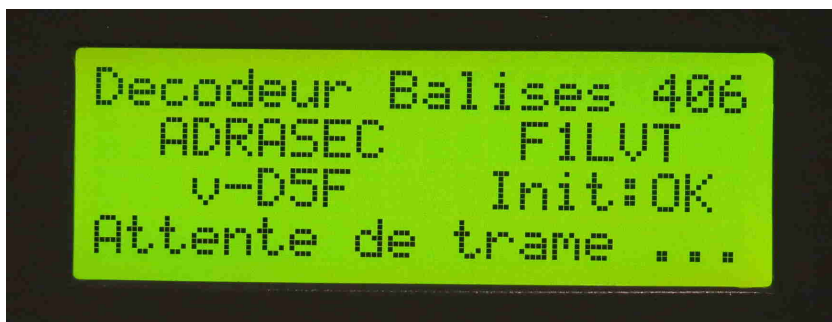 Decodeur Balises 406
ADRASEC F1LVT
v-D5F Init:OK
Attente de trame ...